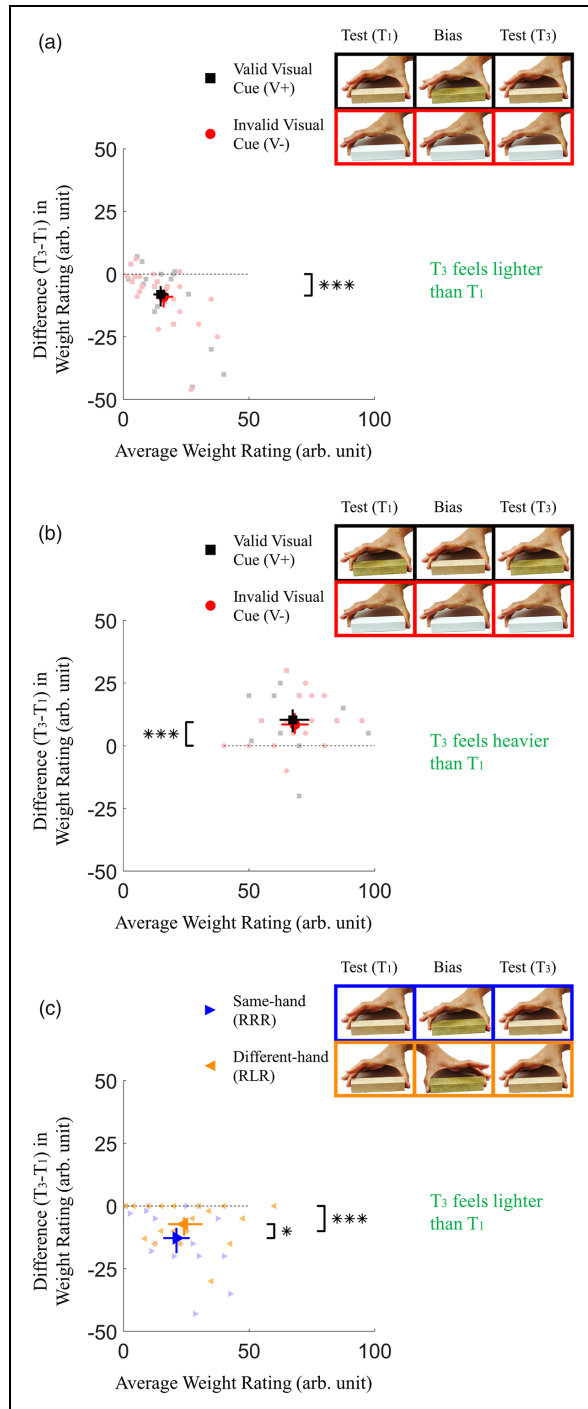 (a)
Test (T1) Bias Test (T3)
Valid Visual
Cue (V+)
Invalid Visual
Cue (V-)
50
25
0
-25
-50
0 50 100
Difference (T3-T1) in
Weight Rating (arb. unit)
Average Weight Rating (arb. unit)
***
T3 feels lighter
than T1
(b)
Test (T1) Bias Test (T3)
Valid Visual
Cue (V+)
Invalid Visual
Cue (V-)
50
25
0
-25
-50
0 50 100
Difference (T3-T1) in
Weight Rating (arb. unit)
Average Weight Rating (arb. unit)
***
T3 feels heavier
than T1
(c)
Test (T1) Bias Test (T3)
Same-hand
(RRR)
Different-hand
(RLR)
50
25
0
-25
-50
0 50 100
Difference (T3-T1) in
Weight Rating (arb. unit)
Average Weight Rating (arb. unit)
*
***
T3 feels lighter
than T1